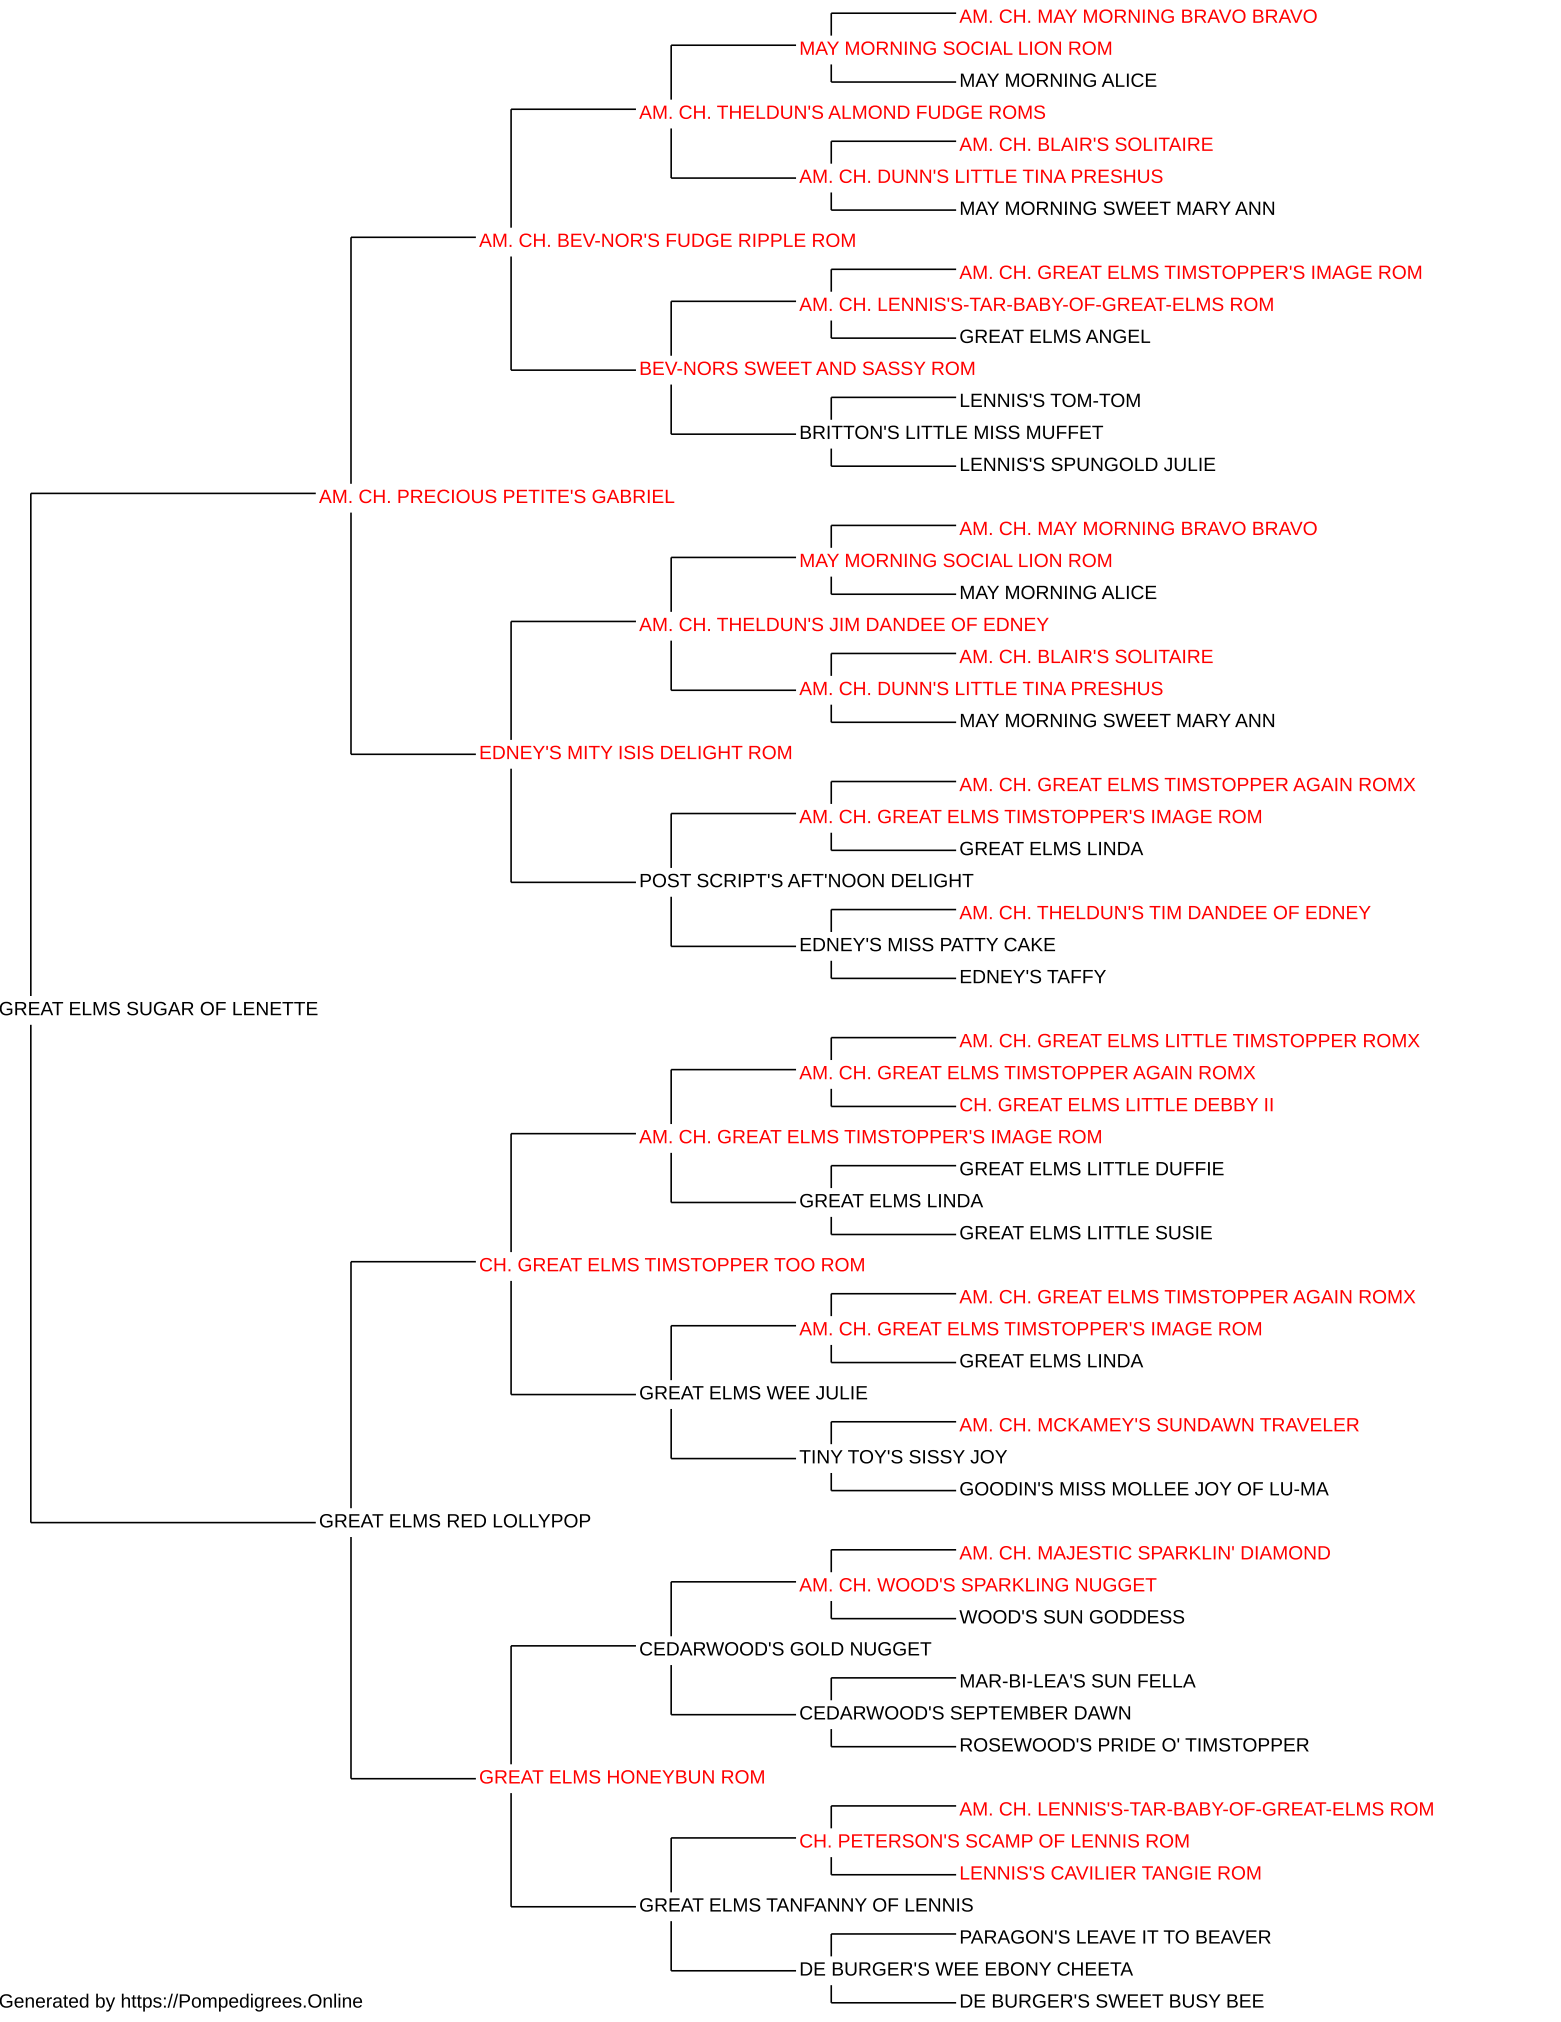 AM. CH. MAY MORNING BRAVO BRAVO
MAY MORNING SOCIAL LION ROM
MAY MORNING ALICE
AM. CH. THELDUN'S ALMOND FUDGE ROMS
AM. CH. BLAIR'S SOLITAIRE
AM. CH. DUNN'S LITTLE TINA PRESHUS
MAY MORNING SWEET MARY ANN
AM. CH. BEV-NOR'S FUDGE RIPPLE ROM
AM. CH. GREAT ELMS TIMSTOPPER'S IMAGE ROM
AM. CH. LENNIS'S-TAR-BABY-OF-GREAT-ELMS ROM
GREAT ELMS ANGEL
BEV-NORS SWEET AND SASSY ROM
LENNIS'S TOM-TOM
BRITTON'S LITTLE MISS MUFFET
LENNIS'S SPUNGOLD JULIE
AM. CH. PRECIOUS PETITE'S GABRIEL
AM. CH. MAY MORNING BRAVO BRAVO
MAY MORNING SOCIAL LION ROM
MAY MORNING ALICE
AM. CH. THELDUN'S JIM DANDEE OF EDNEY
AM. CH. BLAIR'S SOLITAIRE
AM. CH. DUNN'S LITTLE TINA PRESHUS
MAY MORNING SWEET MARY ANN
EDNEY'S MITY ISIS DELIGHT ROM
AM. CH. GREAT ELMS TIMSTOPPER AGAIN ROMX
AM. CH. GREAT ELMS TIMSTOPPER'S IMAGE ROM
GREAT ELMS LINDA
POST SCRIPT'S AFT'NOON DELIGHT
AM. CH. THELDUN'S TIM DANDEE OF EDNEY
EDNEY'S MISS PATTY CAKE
EDNEY'S TAFFY
GREAT ELMS SUGAR OF LENETTE
AM. CH. GREAT ELMS LITTLE TIMSTOPPER ROMX
AM. CH. GREAT ELMS TIMSTOPPER AGAIN ROMX
CH. GREAT ELMS LITTLE DEBBY II
AM. CH. GREAT ELMS TIMSTOPPER'S IMAGE ROM
GREAT ELMS LITTLE DUFFIE
GREAT ELMS LINDA
GREAT ELMS LITTLE SUSIE
CH. GREAT ELMS TIMSTOPPER TOO ROM
AM. CH. GREAT ELMS TIMSTOPPER AGAIN ROMX
AM. CH. GREAT ELMS TIMSTOPPER'S IMAGE ROM
GREAT ELMS LINDA
GREAT ELMS WEE JULIE
AM. CH. MCKAMEY'S SUNDAWN TRAVELER
TINY TOY'S SISSY JOY
GOODIN'S MISS MOLLEE JOY OF LU-MA
GREAT ELMS RED LOLLYPOP
AM. CH. MAJESTIC SPARKLIN' DIAMOND
AM. CH. WOOD'S SPARKLING NUGGET
WOOD'S SUN GODDESS
CEDARWOOD'S GOLD NUGGET
MAR-BI-LEA'S SUN FELLA
CEDARWOOD'S SEPTEMBER DAWN
ROSEWOOD'S PRIDE O' TIMSTOPPER
GREAT ELMS HONEYBUN ROM
AM. CH. LENNIS'S-TAR-BABY-OF-GREAT-ELMS ROM
CH. PETERSON'S SCAMP OF LENNIS ROM
LENNIS'S CAVILIER TANGIE ROM
GREAT ELMS TANFANNY OF LENNIS
PARAGON'S LEAVE IT TO BEAVER
DE BURGER'S WEE EBONY CHEETA
DE BURGER'S SWEET BUSY BEE
Generated by https://Pompedigrees.Online